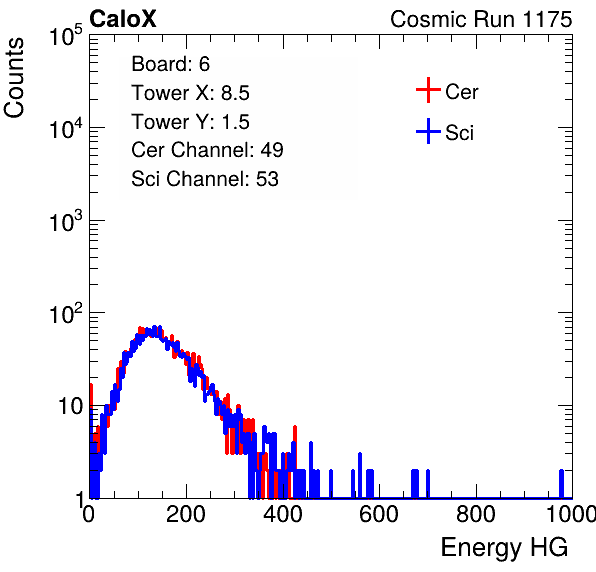 CaloX Cosmic Run 1175
Counts
10^5
10^4
10^3
10^2
10
1
Board: 6
Tower X: 8.5
Tower Y: 1.5
Cer Channel: 49
Sci Channel: 53
Cer
Sci
0 200 400 600 800 1000
Energy HG